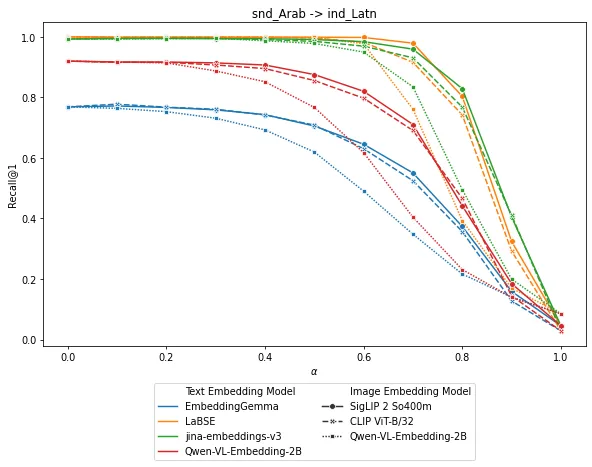 snd_Arab -> ind_Latn
1.0
0.8
0.6
0.4
0.2
0.0
Recall@1
0.0 0.2 0.4 0.6 0.8 1.0
α
Text Embedding Model
EmbeddingGemma
LaBSE
jina-embeddings-v3
Qwen-VL-Embedding-2B
Image Embedding Model
SigLIP 2 So400m
CLIP ViT-B/32
Qwen-VL-Embedding-2B